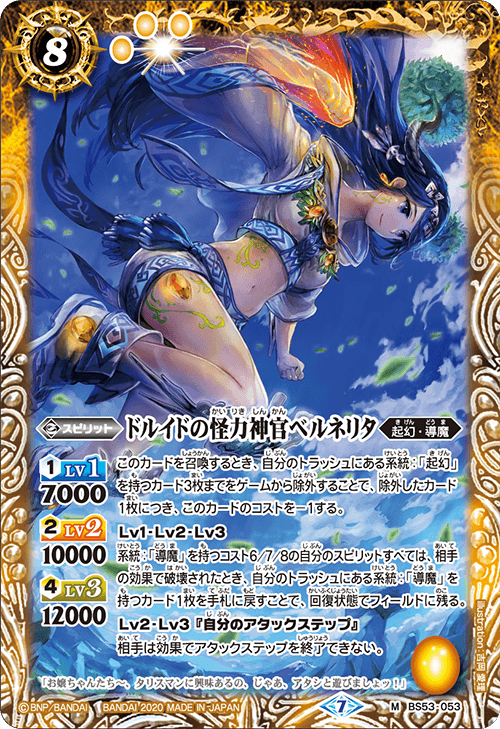 8
スピリット
ドルイドの怪力神官ベルネリタ
かいりきしんかん
起幻・導魔
きげん どうま
1 LV1
7000
このカードを召喚するとき、自分のトラッシュにある系統:「起幻」
を持つカード3枚までをゲームから除外することで、除外したカード
1枚につき、このカードのコストを-1する。
2 LV2
10000
Lv1・Lv2・Lv3
系統:「導魔」を持つコスト6/7/8の自分のスピリットすべては、相手
の効果で破壊されたとき、自分のトラッシュにある系統:「導魔」を
持つカード1枚を手札に戻すことで、回復状態でフィールドに残る。
4 LV3
12000
Lv2・Lv3『自分のアタックステップ』
相手は効果でアタックステップを終了できない。
「お嬢ちゃんたち〜、タリスマンに興味あるの、じゃあ、アタシと遊びましょッ!」
©BNP/BANDAI BANDAI 2020 MADE IN JAPAN
7
M BS53-053